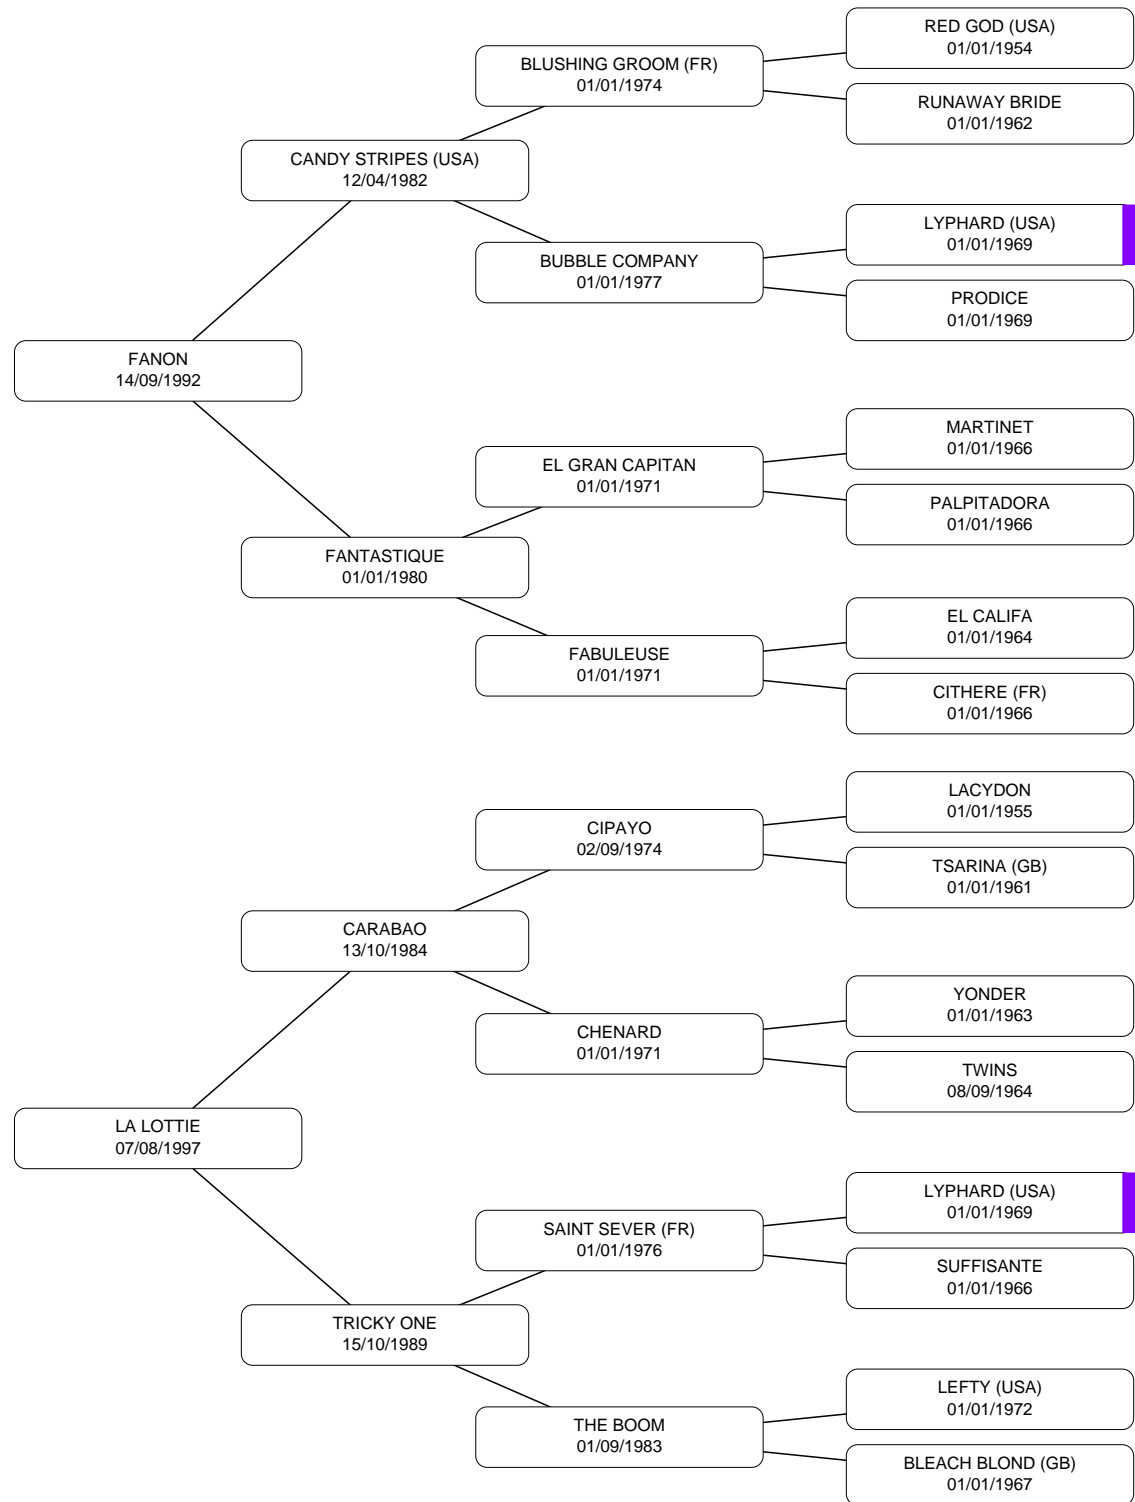 RED GOD (USA)
01/01/1954
BLUSHING GROOM (FR)
01/01/1974
RUNAWAY BRIDE
01/01/1962
CANDY STRIPES (USA)
12/04/1982
LYPHARD (USA)
01/01/1969
BUBBLE COMPANY
01/01/1977
PRODICE
01/01/1969
FANON
14/09/1992
MARTINET
01/01/1966
EL GRAN CAPITAN
01/01/1971
PALPITADORA
01/01/1966
FANTASTIQUE
01/01/1980
EL CALIFA
01/01/1964
FABULEUSE
01/01/1971
CITHERE (FR)
01/01/1966
LACYDON
01/01/1955
CIPAYO
02/09/1974
TSARINA (GB)
01/01/1961
CARABAO
13/10/1984
YONDER
01/01/1963
CHENARD
01/01/1971
TWINS
08/09/1964
LA LOTTIE
07/08/1997
LYPHARD (USA)
01/01/1969
SAINT SEVER (FR)
01/01/1976
SUFFISANTE
01/01/1966
TRICKY ONE
15/10/1989
LEFTY (USA)
01/01/1972
THE BOOM
01/09/1983
BLEACH BLOND (GB)
01/01/1967